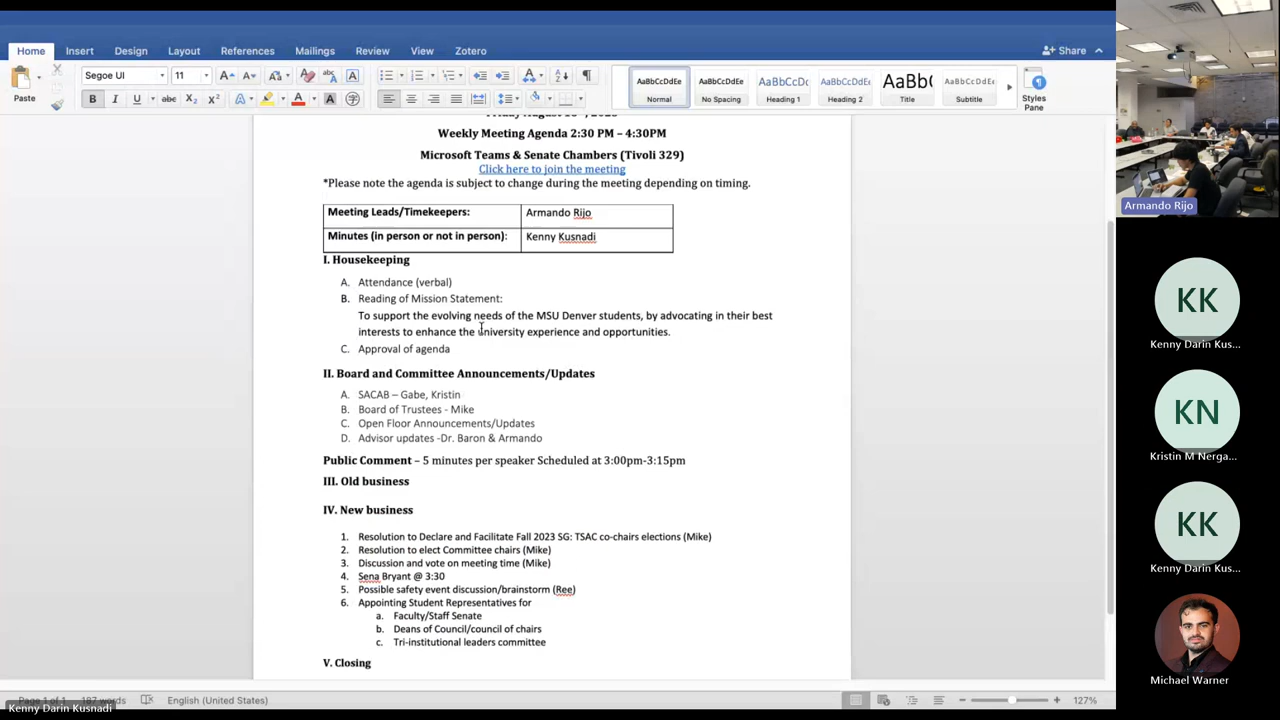 Home Insert Design Layout References Mailings Review View Zotero Share
Segoe UI 11
Paste
AaBbCcDdEe AaBbCcDdEe AaBbCcDc AaBbCcDdEe AaBb( AaBbCcDdEe
Normal No Spacing Heading 1 Heading 2 Title Subtitle Styles Pane
Weekly Meeting Agenda 2:30 PM – 4:30PM
Microsoft Teams & Senate Chambers (Tivoli 329)
Click here to join the meeting
*Please note the agenda is subject to change during the meeting depending on timing.
Meeting Leads/Timekeepers: Armando Rijo
Minutes (in person or not in person): Kenny Kusnadi
I. Housekeeping
A. Attendance (verbal)
B. Reading of Mission Statement:
To support the evolving needs of the MSU Denver students, by advocating in their best
interests to enhance the university experience and opportunities.
C. Approval of agenda
II. Board and Committee Announcements/Updates
A. SACAB – Gabe, Kristin
B. Board of Trustees - Mike
C. Open Floor Announcements/Updates
D. Advisor updates -Dr. Baron & Armando
Public Comment – 5 minutes per speaker Scheduled at 3:00pm-3:15pm
III. Old business
IV. New business
1. Resolution to Declare and Facilitate Fall 2023 SG: TSAC co-chairs elections (Mike)
2. Resolution to elect Committee chairs (Mike)
3. Discussion and vote on meeting time (Mike)
4. Sena Bryant @ 3:30
5. Possible safety event discussion/brainstorm (Ree)
6. Appointing Student Representatives for
a. Faculty/Staff Senate
b. Deans of Council/council of chairs
c. Tri-institutional leaders committee
V. Closing
Page 1 of 1 187 words English (United States) 127%
Kenny Darin Kusnadi
Armando Rijo
KK
Kenny Darin Kus...
KN
Kristin M Nerga...
KK
Kenny Darin Kus...
Michael Warner